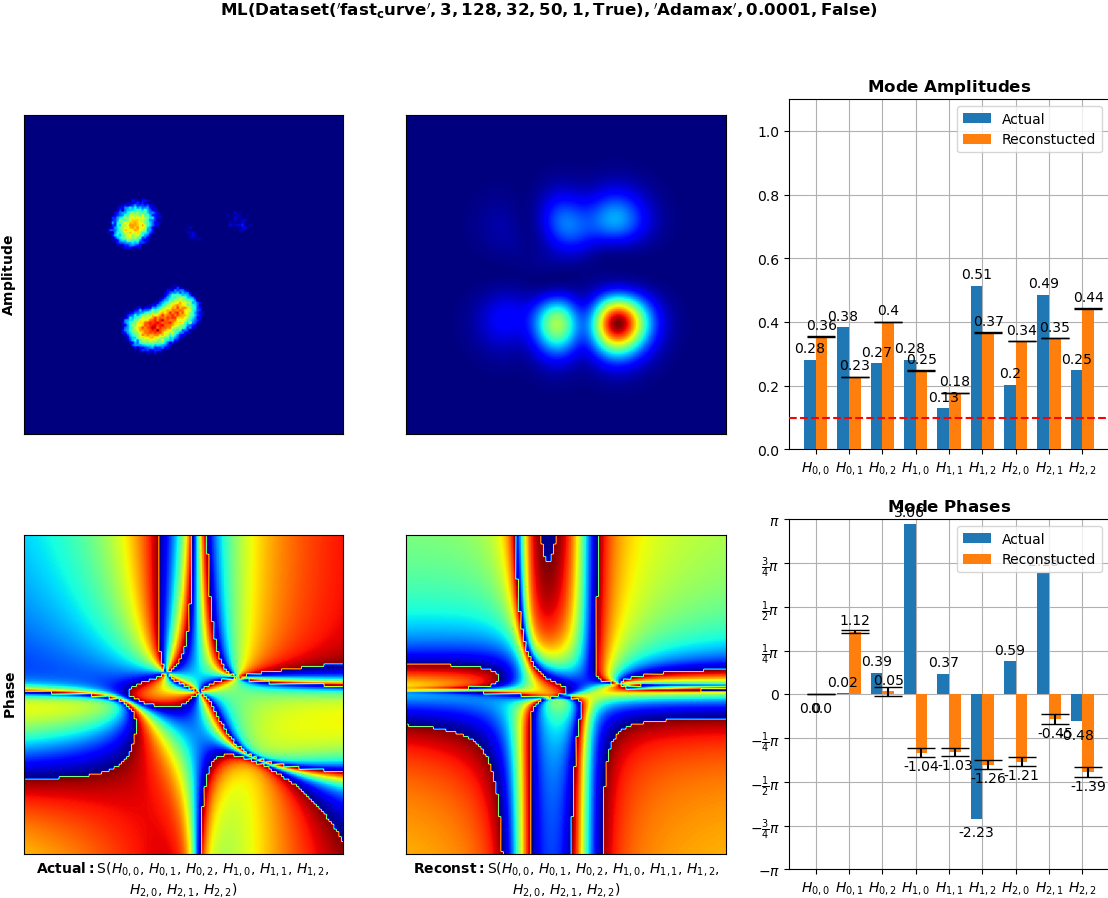 ML(Dataset('fast_curve', 3, 128, 32, 50, 1, True), 'Adamax', 0.0001, False)
Amplitude
Mode Amplitudes
Actual
Reconstucted
1.0
0.8
0.6
0.4
0.2
0.0
0.28 0.36 0.38 0.23 0.27 0.4 0.28 0.25 0.13 0.18 0.51 0.37 0.2 0.34 0.49 0.35 0.25 0.44
H0,0 H0,1 H0,2 H1,0 H1,1 H1,2 H2,0 H2,1 H2,2
Phase
Actual: S(H0,0, H0,1, H0,2, H1,0, H1,1, H1,2,
H2,0, H2,1, H2,2)
Reconst: S(H0,0, H0,1, H0,2, H1,0, H1,1, H1,2,
H2,0, H2,1, H2,2)
Mode Phases
Actual
Reconstucted
π
3/4π
1/2π
1/4π
0
−1/4π
−1/2π
−3/4π
−π
0.0 0.0 0.02 1.12 0.39 0.05 3.06 -1.04 0.37 -1.03 -2.23 -1.26 0.59 -1.21 -0.45 -0.48 -1.39
H0,0 H0,1 H0,2 H1,0 H1,1 H1,2 H2,0 H2,1 H2,2